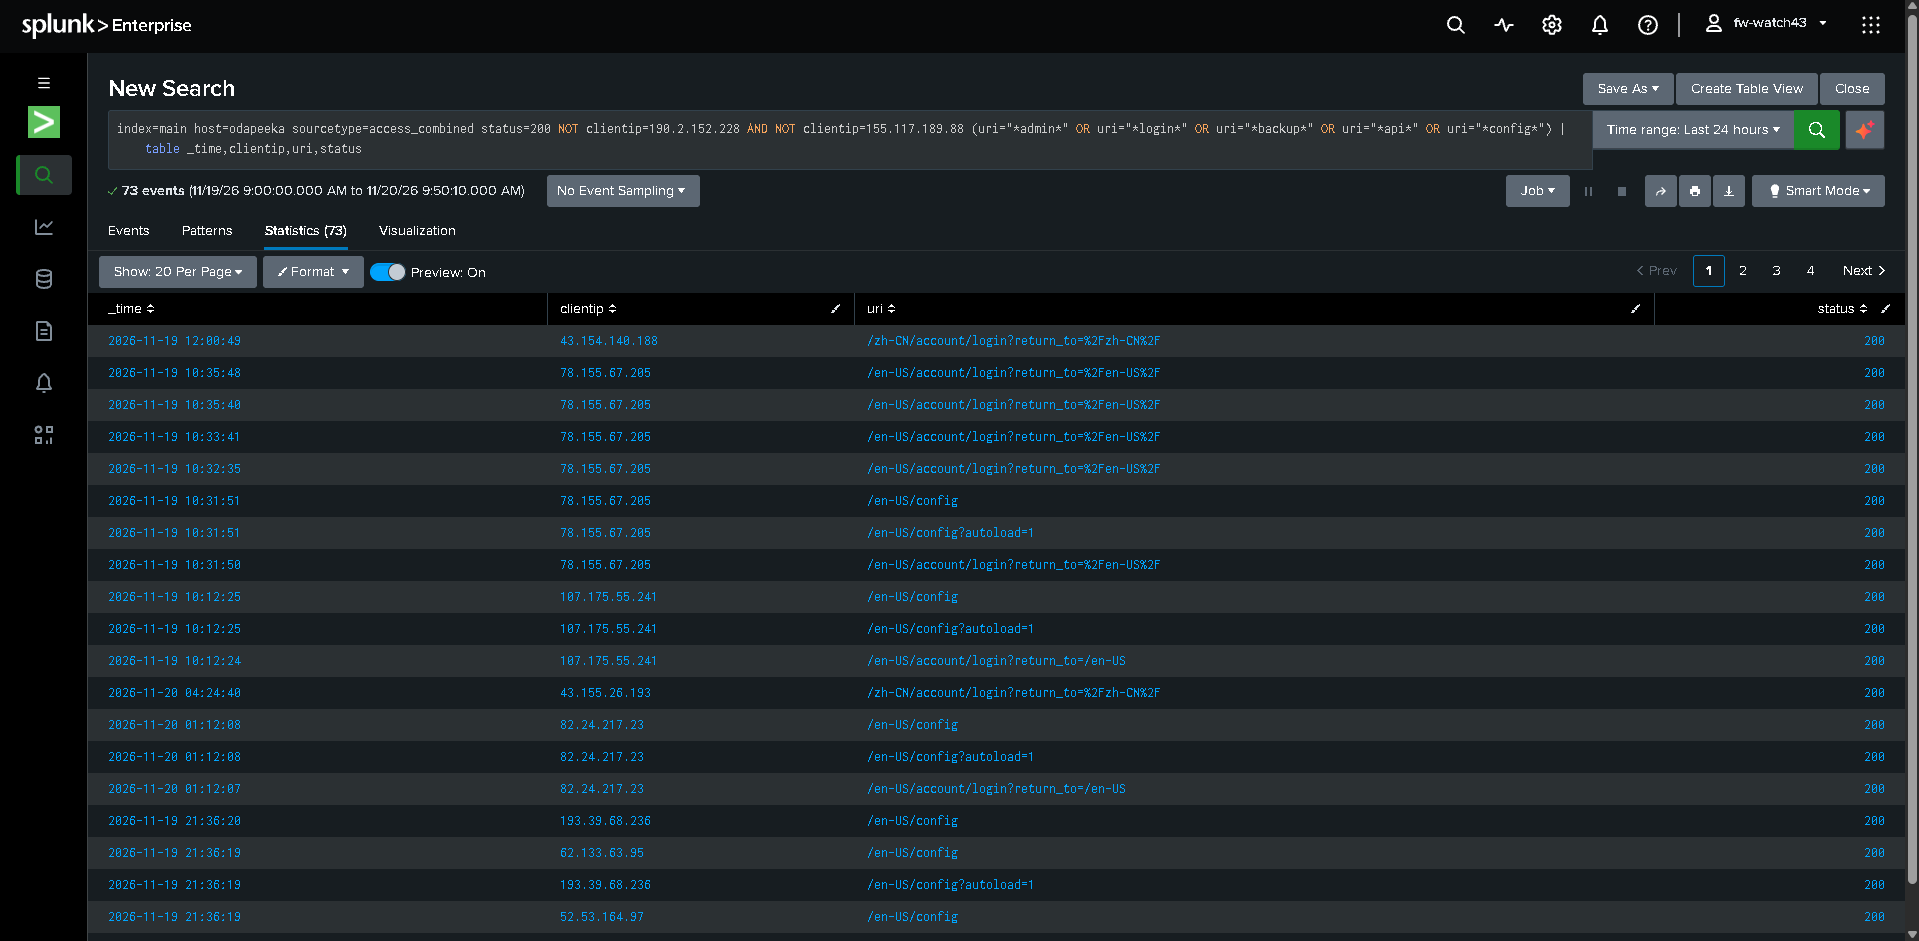 splunk> Enterprise
fw-watch43
New Search
Save As
Create Table View
Close
index=main host=odapeeka sourcetype=access_combined status=200 NOT clientip=190.2.152.228 AND NOT clientip=155.117.189.88 (uri="*admin*" OR uri="*login*" OR uri="*backup*" OR uri="*api*" OR uri="*config*") |
table _time,clientip,uri,status
Time range: Last 24 hours
73 events (11/19/26 9:00:00.000 AM to 11/20/26 9:50:10.000 AM)
No Event Sampling
Job
Smart Mode
Events Patterns Statistics (73) Visualization
Show: 20 Per Page Format Preview: On
< Prev 1 2 3 4 Next >
_time clientip uri status
2026-11-19 12:00:49 43.154.140.188 /zh-CN/account/login?return_to=%2Fzh-CN%2F 200
2026-11-19 10:35:48 78.155.67.205 /en-US/account/login?return_to=%2Fen-US%2F 200
2026-11-19 10:35:40 78.155.67.205 /en-US/account/login?return_to=%2Fen-US%2F 200
2026-11-19 10:33:41 78.155.67.205 /en-US/account/login?return_to=%2Fen-US%2F 200
2026-11-19 10:32:35 78.155.67.205 /en-US/account/login?return_to=%2Fen-US%2F 200
2026-11-19 10:31:51 78.155.67.205 /en-US/config 200
2026-11-19 10:31:51 78.155.67.205 /en-US/config?autoload=1 200
2026-11-19 10:31:50 78.155.67.205 /en-US/account/login?return_to=%2Fen-US%2F 200
2026-11-19 10:12:25 107.175.55.241 /en-US/config 200
2026-11-19 10:12:25 107.175.55.241 /en-US/config?autoload=1 200
2026-11-19 10:12:24 107.175.55.241 /en-US/account/login?return_to=/en-US 200
2026-11-20 04:24:40 43.155.26.193 /zh-CN/account/login?return_to=%2Fzh-CN%2F 200
2026-11-20 01:12:08 82.24.217.23 /en-US/config 200
2026-11-20 01:12:08 82.24.217.23 /en-US/config?autoload=1 200
2026-11-20 01:12:07 82.24.217.23 /en-US/account/login?return_to=/en-US 200
2026-11-19 21:36:20 193.39.68.236 /en-US/config 200
2026-11-19 21:36:19 62.133.63.95 /en-US/config 200
2026-11-19 21:36:19 193.39.68.236 /en-US/config?autoload=1 200
2026-11-19 21:36:19 52.53.164.97 /en-US/config 200